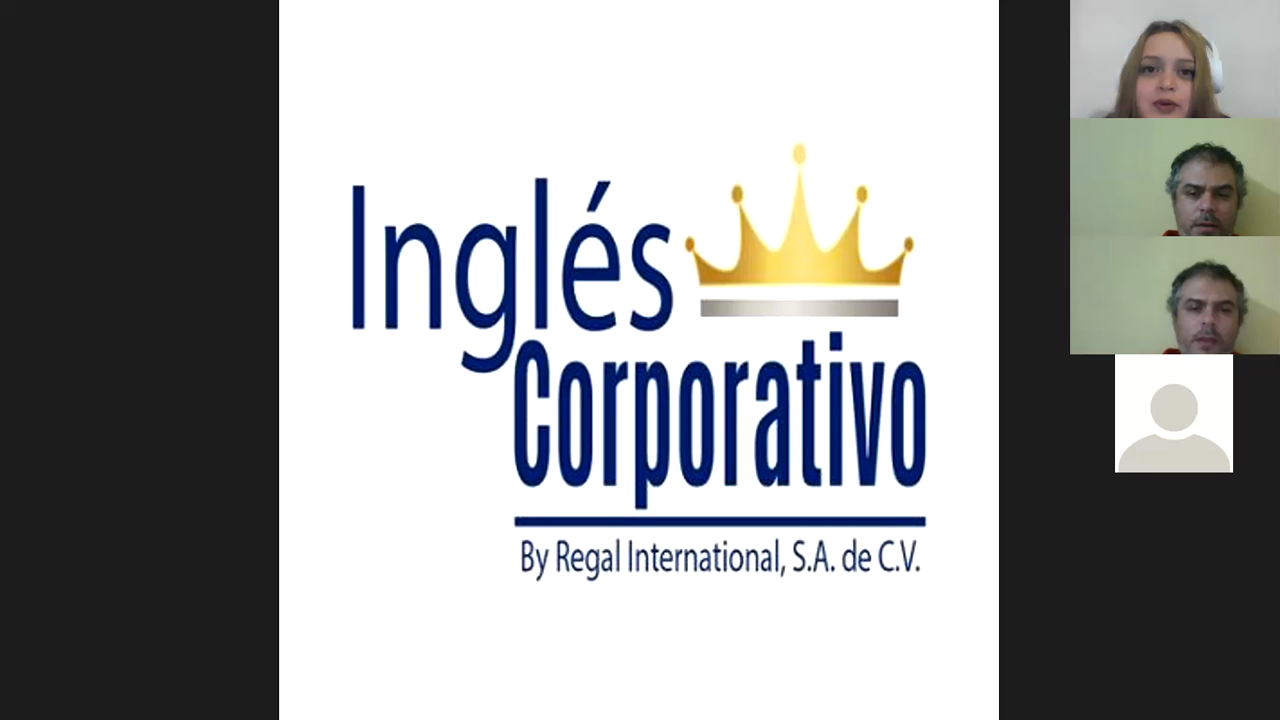 Inglés
Corporativo
By Regal International, S.A. de C.V.